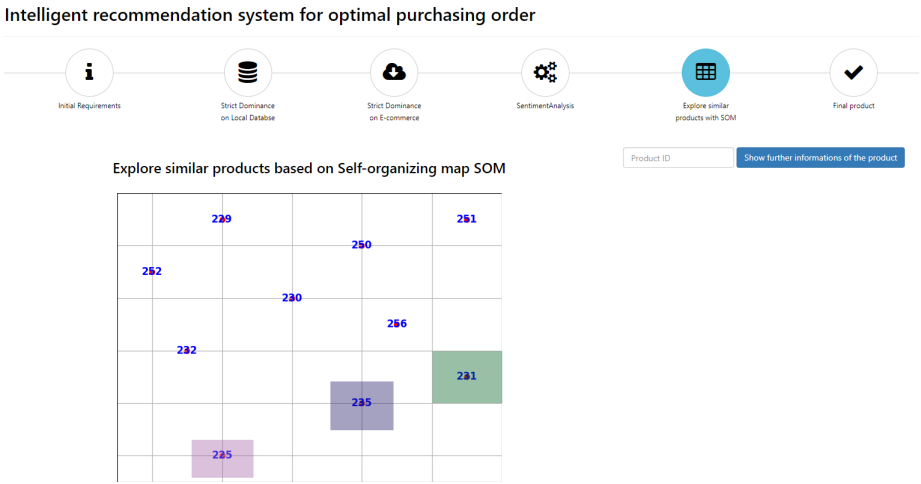 Intelligent recommendation system for optimal purchasing order
Initial Requirements
Strict Dominance
on Local Databse
Strict Dominance
on E-commerce
SentimentAnalysis
Explore similar
products with SOM
Final product
Product ID
Show further informations of the product
Explore similar products based on Self-organizing map SOM
229
251
250
252
230
256
232
231
235
225